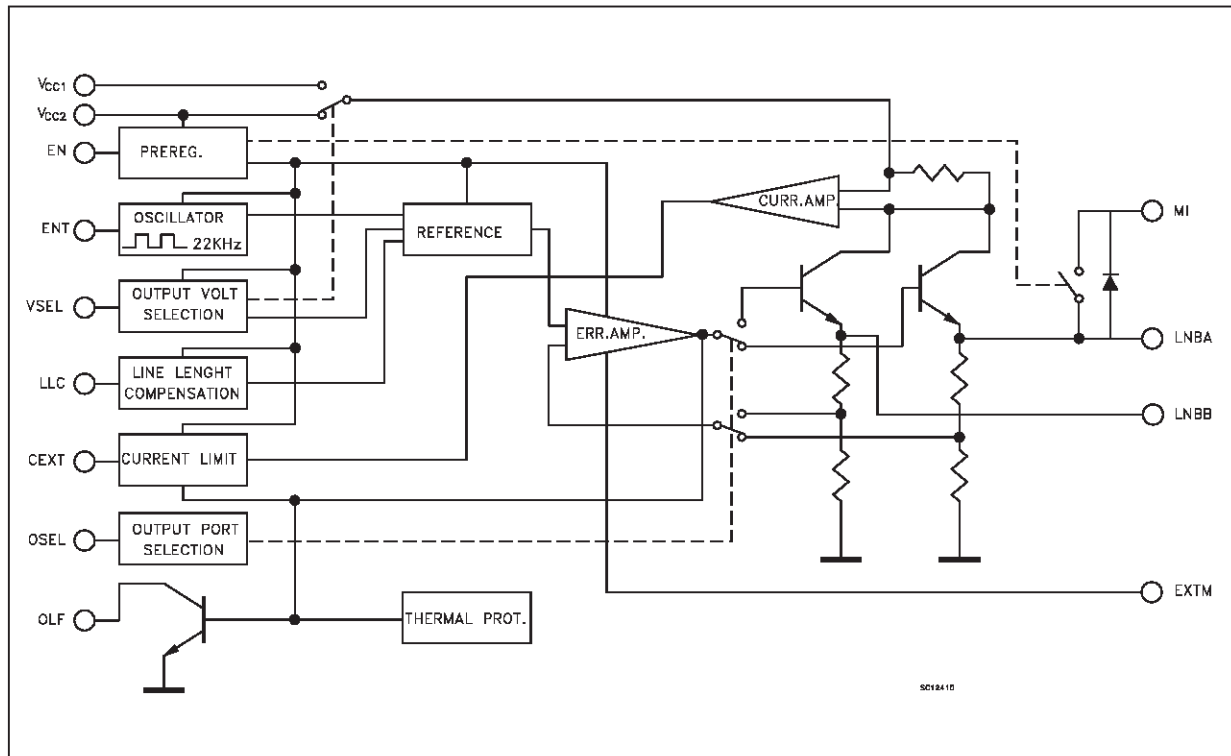 VCC1
VCC2
EN
PREREG.
ENT
OSCILLATOR
22KHz
VSEL
OUTPUT VOLT
SELECTION
LLC
LINE LENGHT
COMPENSATION
CEXT
CURRENT LIMIT
OSEL
OUTPUT PORT
SELECTION
OLF
THERMAL PROT.
REFERENCE
ERR.AMP.
CURR.AMP.
MI
LNBA
LNBB
EXTM
SC12410